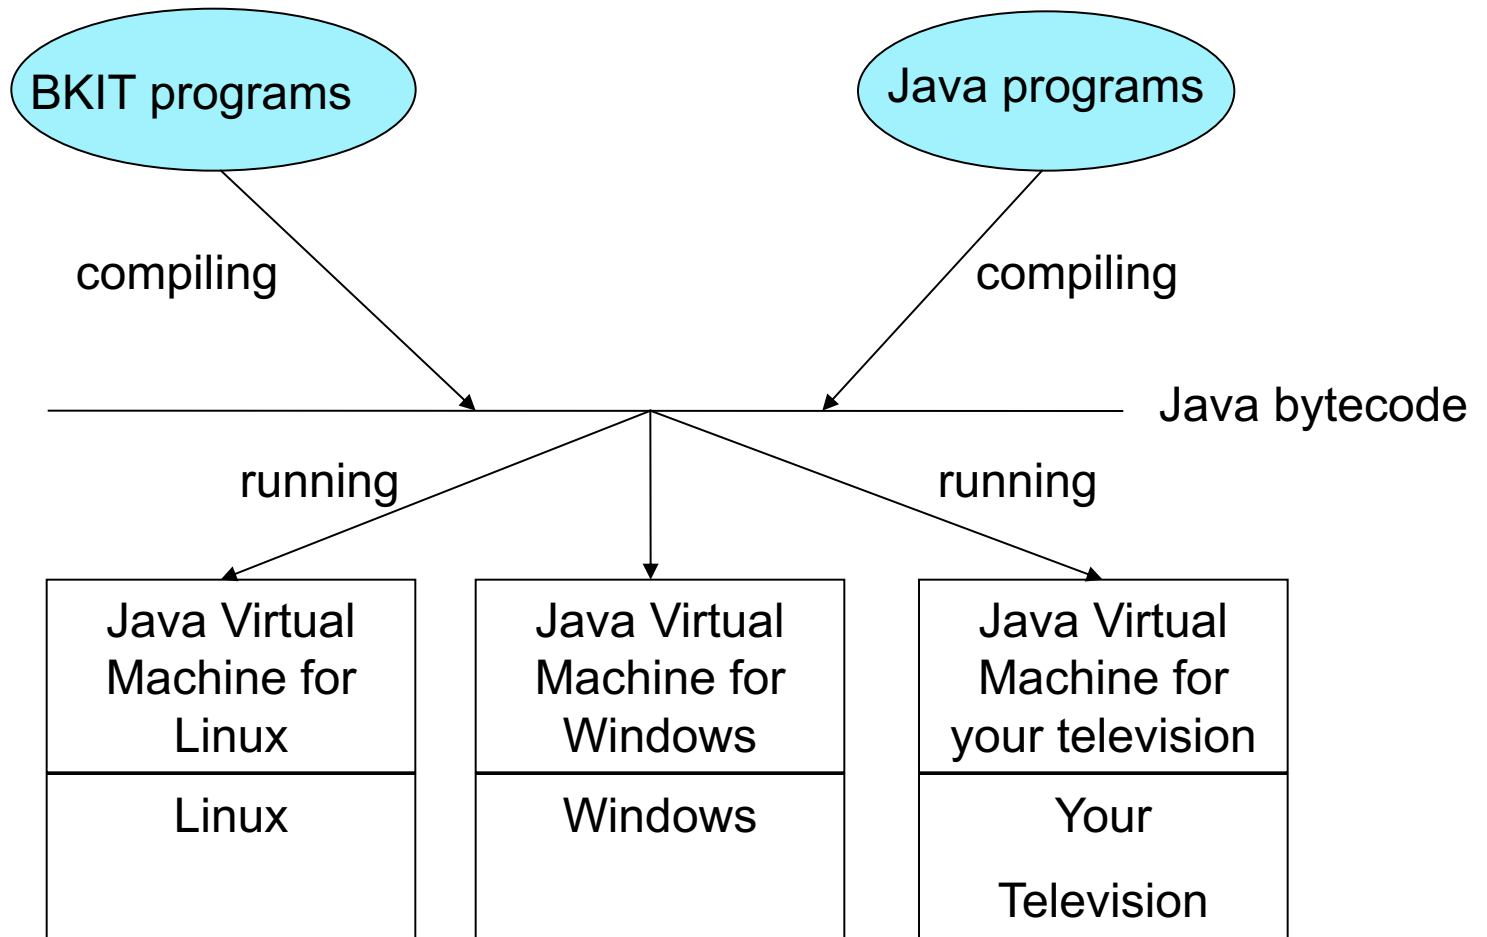 BKIT programs
Java programs
compiling
compiling
Java bytecode
running
running
Java Virtual
Machine for
Linux
Java Virtual
Machine for
Windows
Java Virtual
Machine for
your television
Linux
Windows
Your
Television